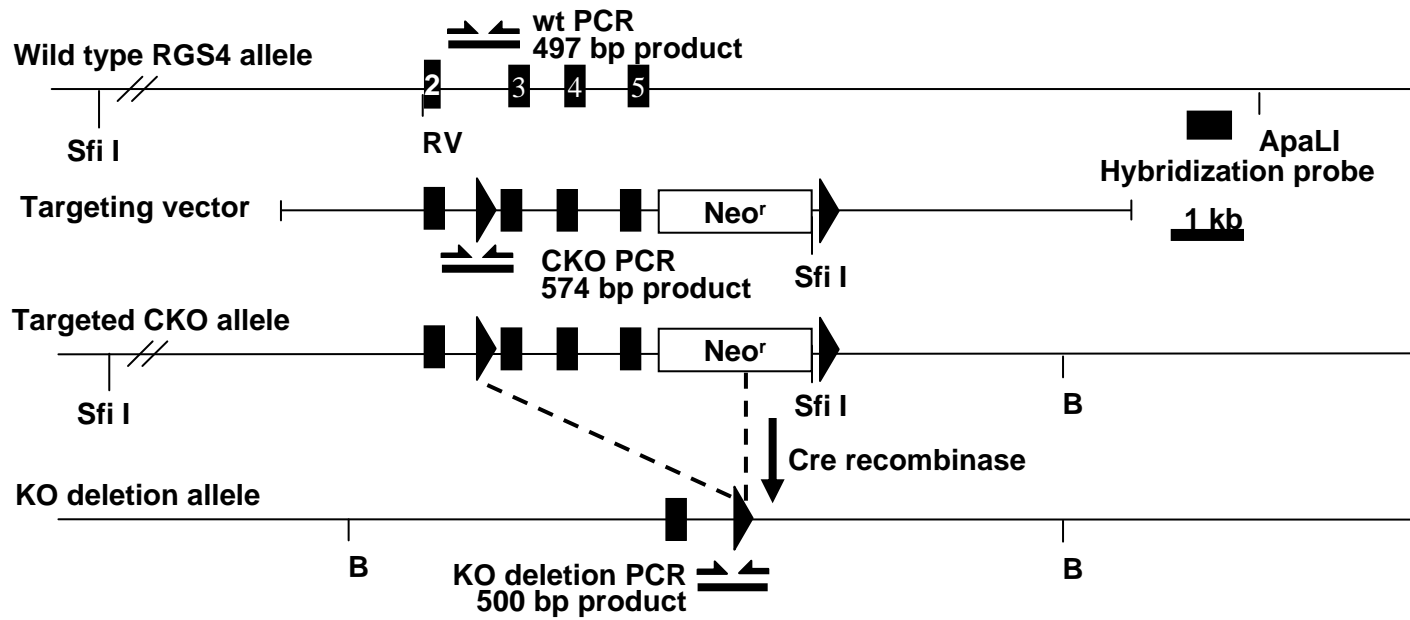 wt PCR
497 bp product
Wild type RGS4 allele
2 3 4 5
Sfi I
RV
ApaLI
Hybridization probe
Targeting vector
Neoʳ
1 kb
CKO PCR
574 bp product
Sfi I
Targeted CKO allele
Neoʳ
Sfi I
Sfi I
B
Cre recombinase
KO deletion allele
B
B
KO deletion PCR
500 bp product